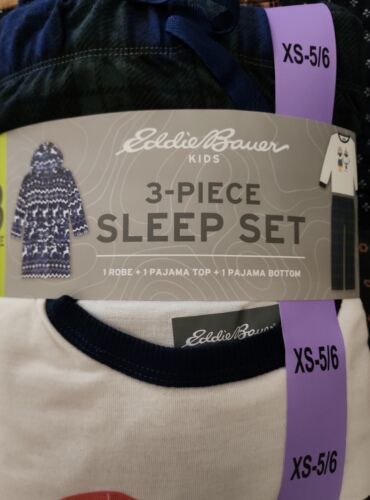 XS-5/6
Eddie Bauer
KIDS
3-PIECE
SLEEP SET
1 ROBE + 1 PAJAMA TOP + 1 PAJAMA BOTTOM
Eddie Bauer
XS-5/6
XS-5/6